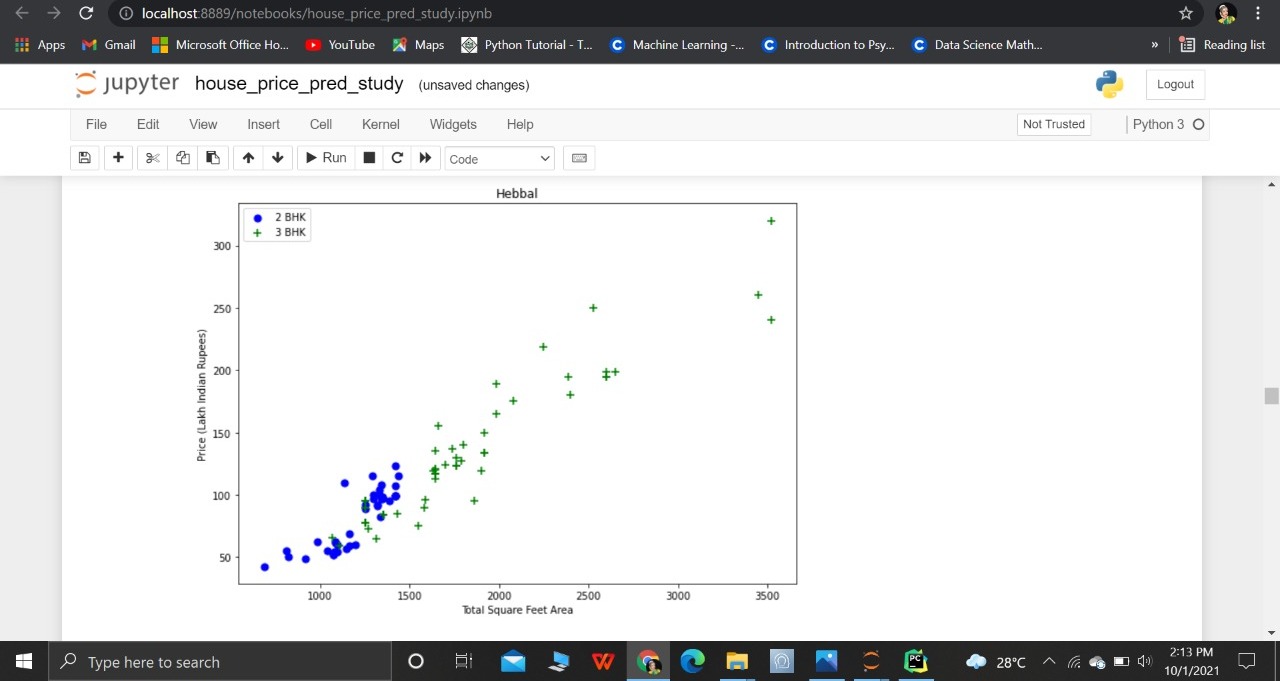 localhost:8889/notebooks/house_price_pred_study.ipynb
Apps Gmail Microsoft Office Ho... YouTube Maps Python Tutorial - T... Machine Learning -... Introduction to Psy... Data Science Math... » Reading list
jupyter house_price_pred_study (unsaved changes) Logout
File Edit View Insert Cell Kernel Widgets Help Not Trusted Python 3
Run Code
Hebbal
2 BHK
3 BHK
Price (Lakh Indian Rupees)
300
250
200
150
100
50
1000 1500 2000 2500 3000 3500
Total Square Feet Area
Type here to search PC 28°C 2:13 PM
10/1/2021